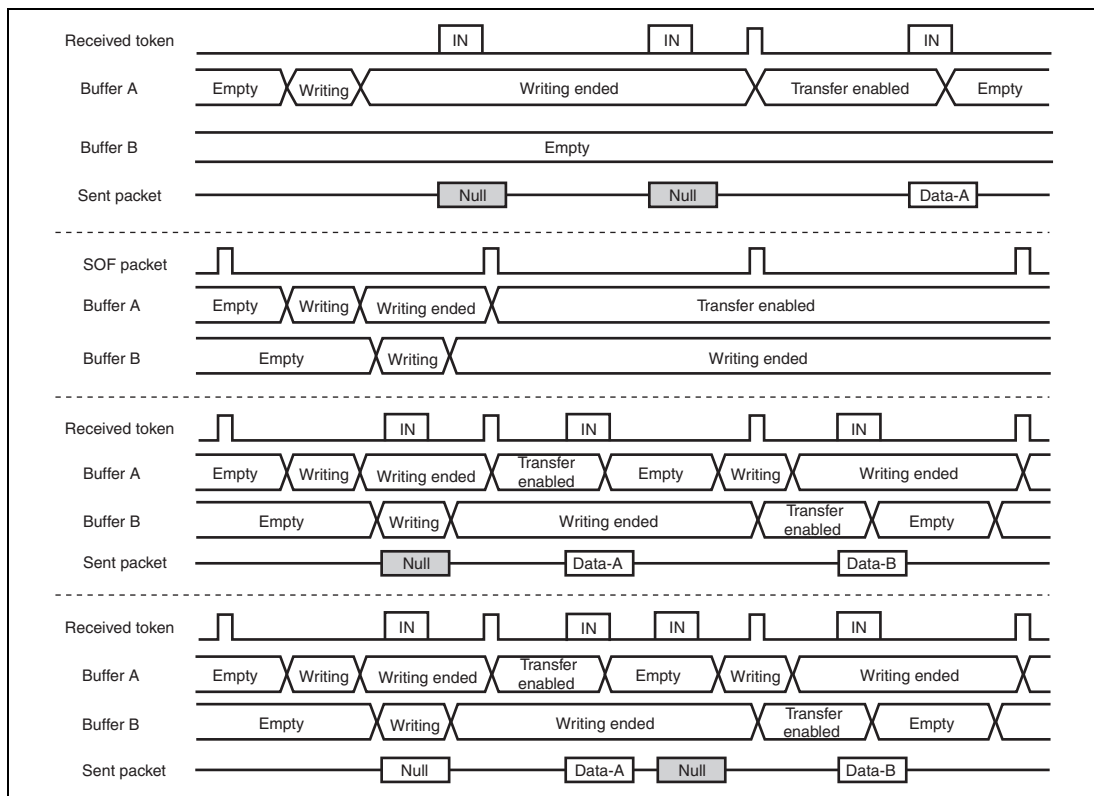 Received token IN IN IN
Buffer A Empty Writing Writing ended Transfer enabled Empty
Buffer B Empty
Sent packet Null Null Data-A
SOF packet
Buffer A Empty Writing Writing ended Transfer enabled
Buffer B Empty Writing Writing ended
Received token IN IN IN
Buffer A Empty Writing Writing ended Transfer enabled Empty Writing Writing ended
Buffer B Empty Writing Writing ended Transfer enabled Empty
Sent packet Null Data-A Data-B
Received token IN IN IN IN
Buffer A Empty Writing Writing ended Transfer enabled Empty Writing Writing ended
Buffer B Empty Writing Writing ended Transfer enabled Empty
Sent packet Null Data-A Null Data-B